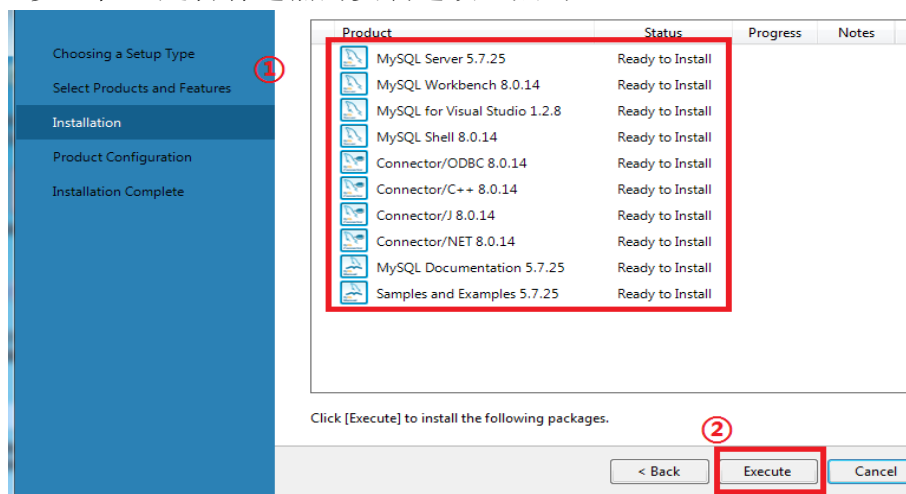 Product Status Progress Notes
Choosing a Setup Type
①
Select Products and Features
Installation
Product Configuration
Installation Complete
MySQL Server 5.7.25 Ready to Install
MySQL Workbench 8.0.14 Ready to Install
MySQL for Visual Studio 1.2.8 Ready to Install
MySQL Shell 8.0.14 Ready to Install
Connector/ODBC 8.0.14 Ready to Install
Connector/C++ 8.0.14 Ready to Install
Connector/J 8.0.14 Ready to Install
Connector/NET 8.0.14 Ready to Install
MySQL Documentation 5.7.25 Ready to Install
Samples and Examples 5.7.25 Ready to Install
Click [Execute] to install the following packages.
②
< Back Execute Cancel